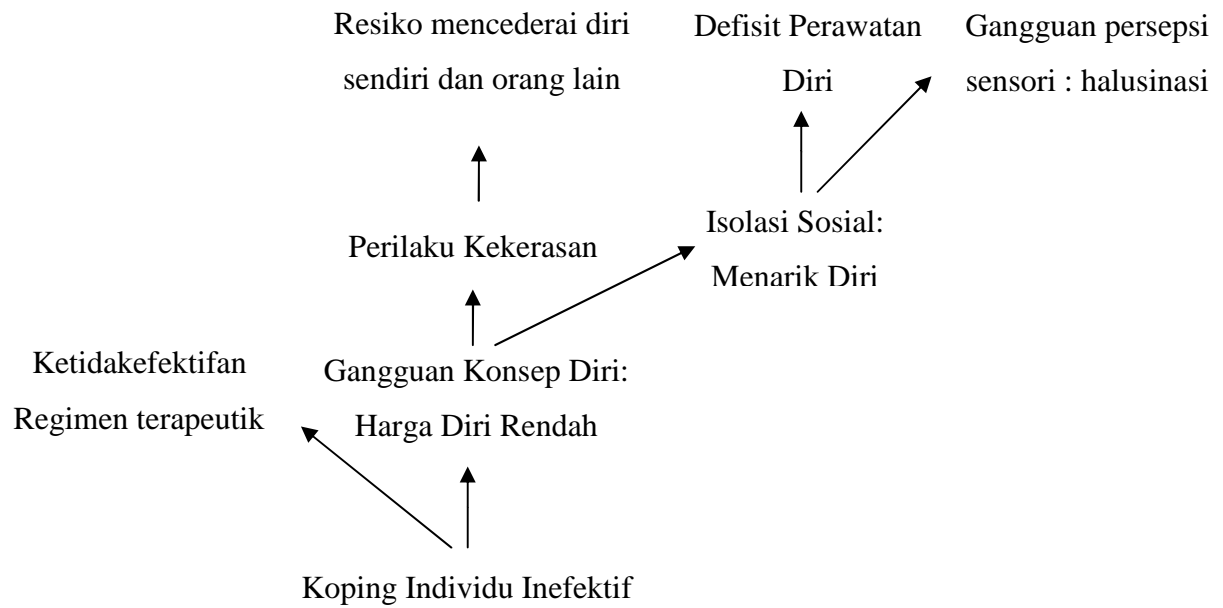 Resiko mencederai diri
sendiri dan orang lain
Defisit Perawatan
Diri
Gangguan persepsi
sensori : halusinasi
Perilaku Kekerasan
Isolasi Sosial:
Menarik Diri
Ketidakefektifan
Regimen terapeutik
Gangguan Konsep Diri:
Harga Diri Rendah
Koping Individu Inefektif